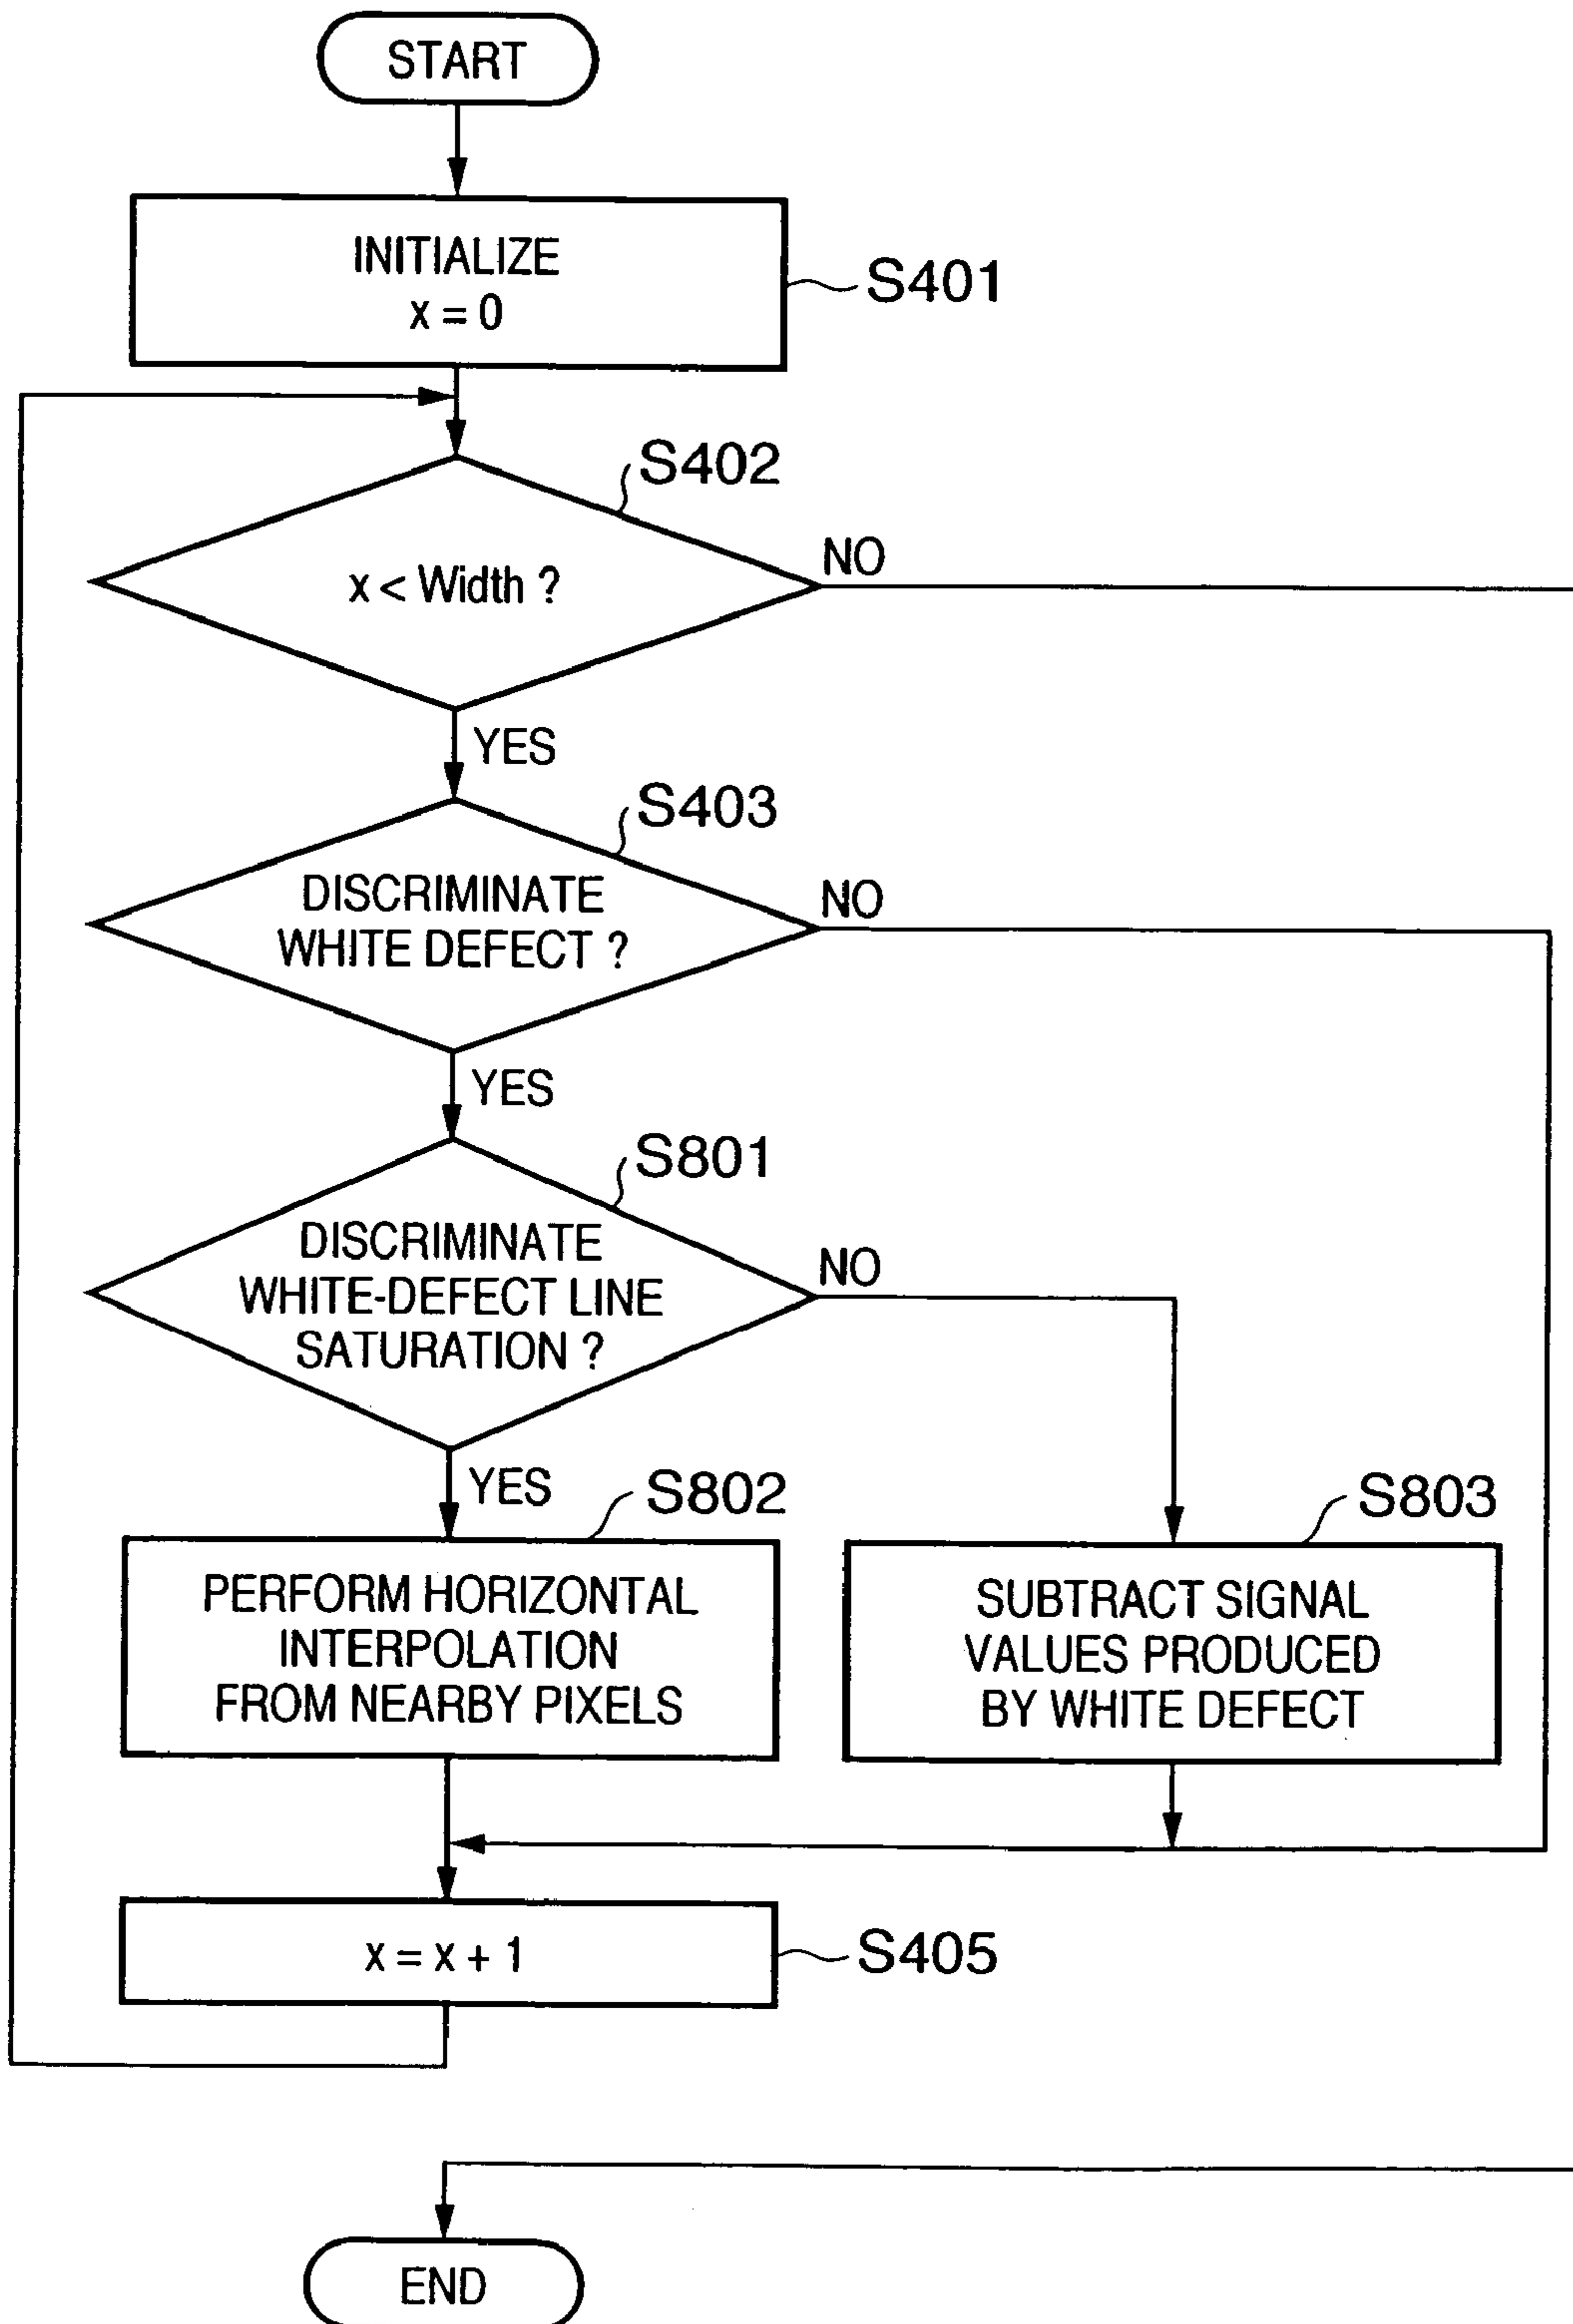 START
INITIALIZE
x = 0
S401
S402
x < Width ?
NO
YES
S403
DISCRIMINATE
WHITE DEFECT ?
NO
YES
S801
DISCRIMINATE
WHITE-DEFECT LINE
SATURATION ?
NO
YES
S802
PERFORM HORIZONTAL
INTERPOLATION
FROM NEARBY PIXELS
S803
SUBTRACT SIGNAL
VALUES PRODUCED
BY WHITE DEFECT
x = x + 1
S405
END